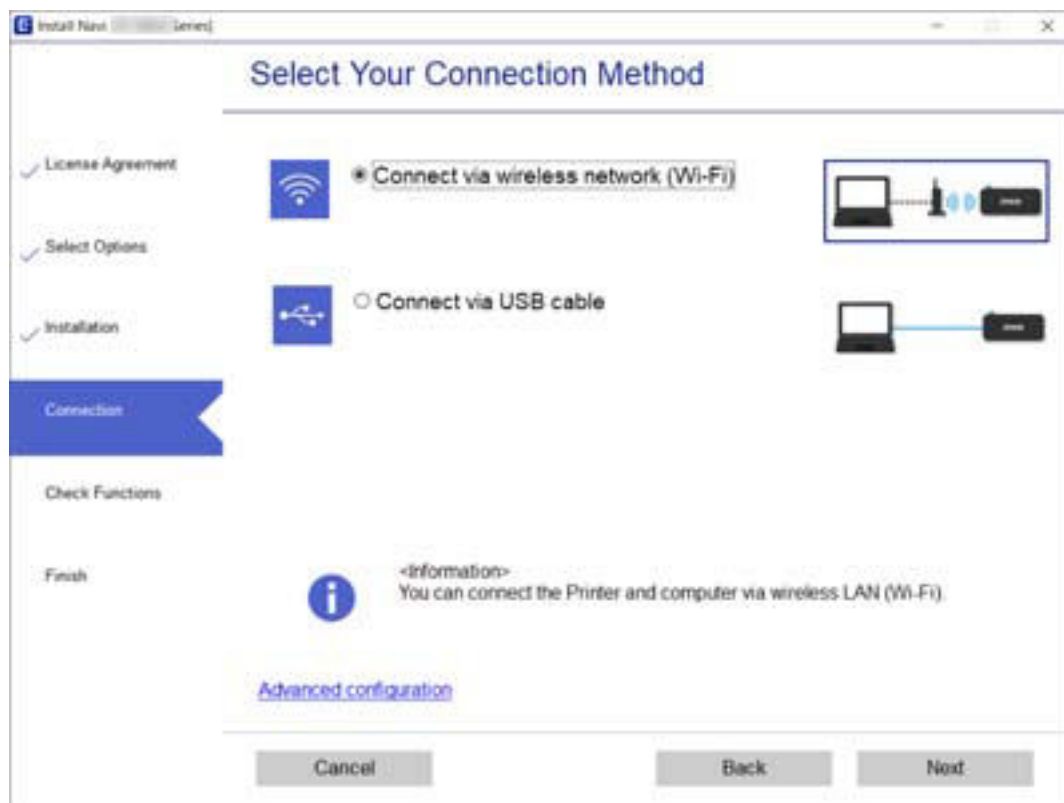 Install Navi Series]
Select Your Connection Method
License Agreement
Select Options
Installation
Connection
Check Functions
Finish
Connect via wireless network (Wi-Fi)
Connect via USB cable
<Information>
You can connect the Printer and computer via wireless LAN (Wi-Fi).
Advanced configuration
Cancel
Back
Next